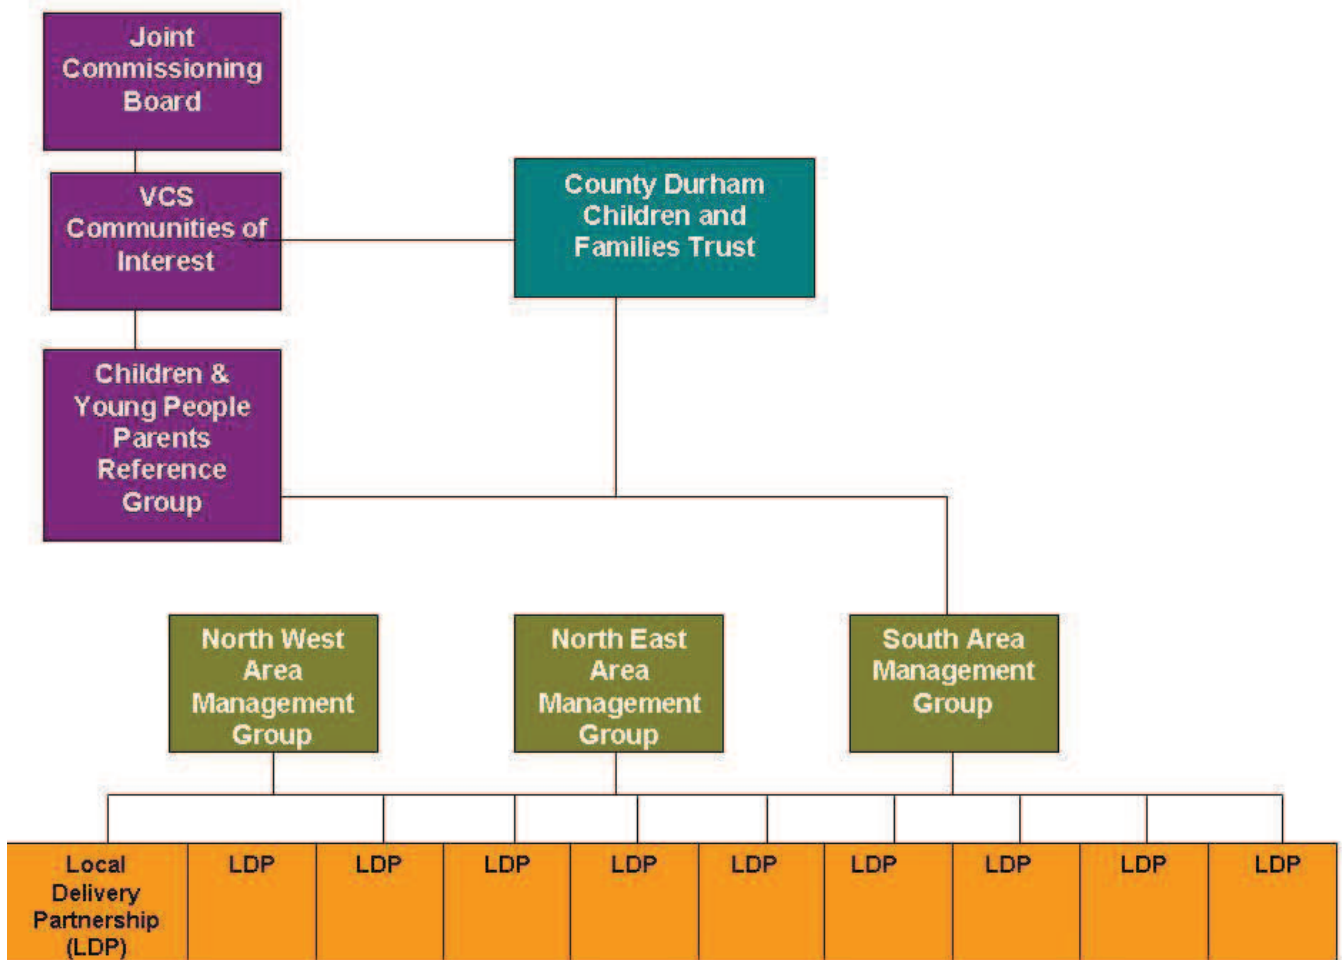 Joint
Commissioning
Board
VCS
Communities of
Interest
County Durham
Children and
Families Trust
Children &
Young People
Parents
Reference
Group
North West
Area
Management
Group
North East
Area
Management
Group
South Area
Management
Group
Local
Delivery
Partnership
(LDP)
LDP
LDP
LDP
LDP
LDP
LDP
LDP
LDP
LDP